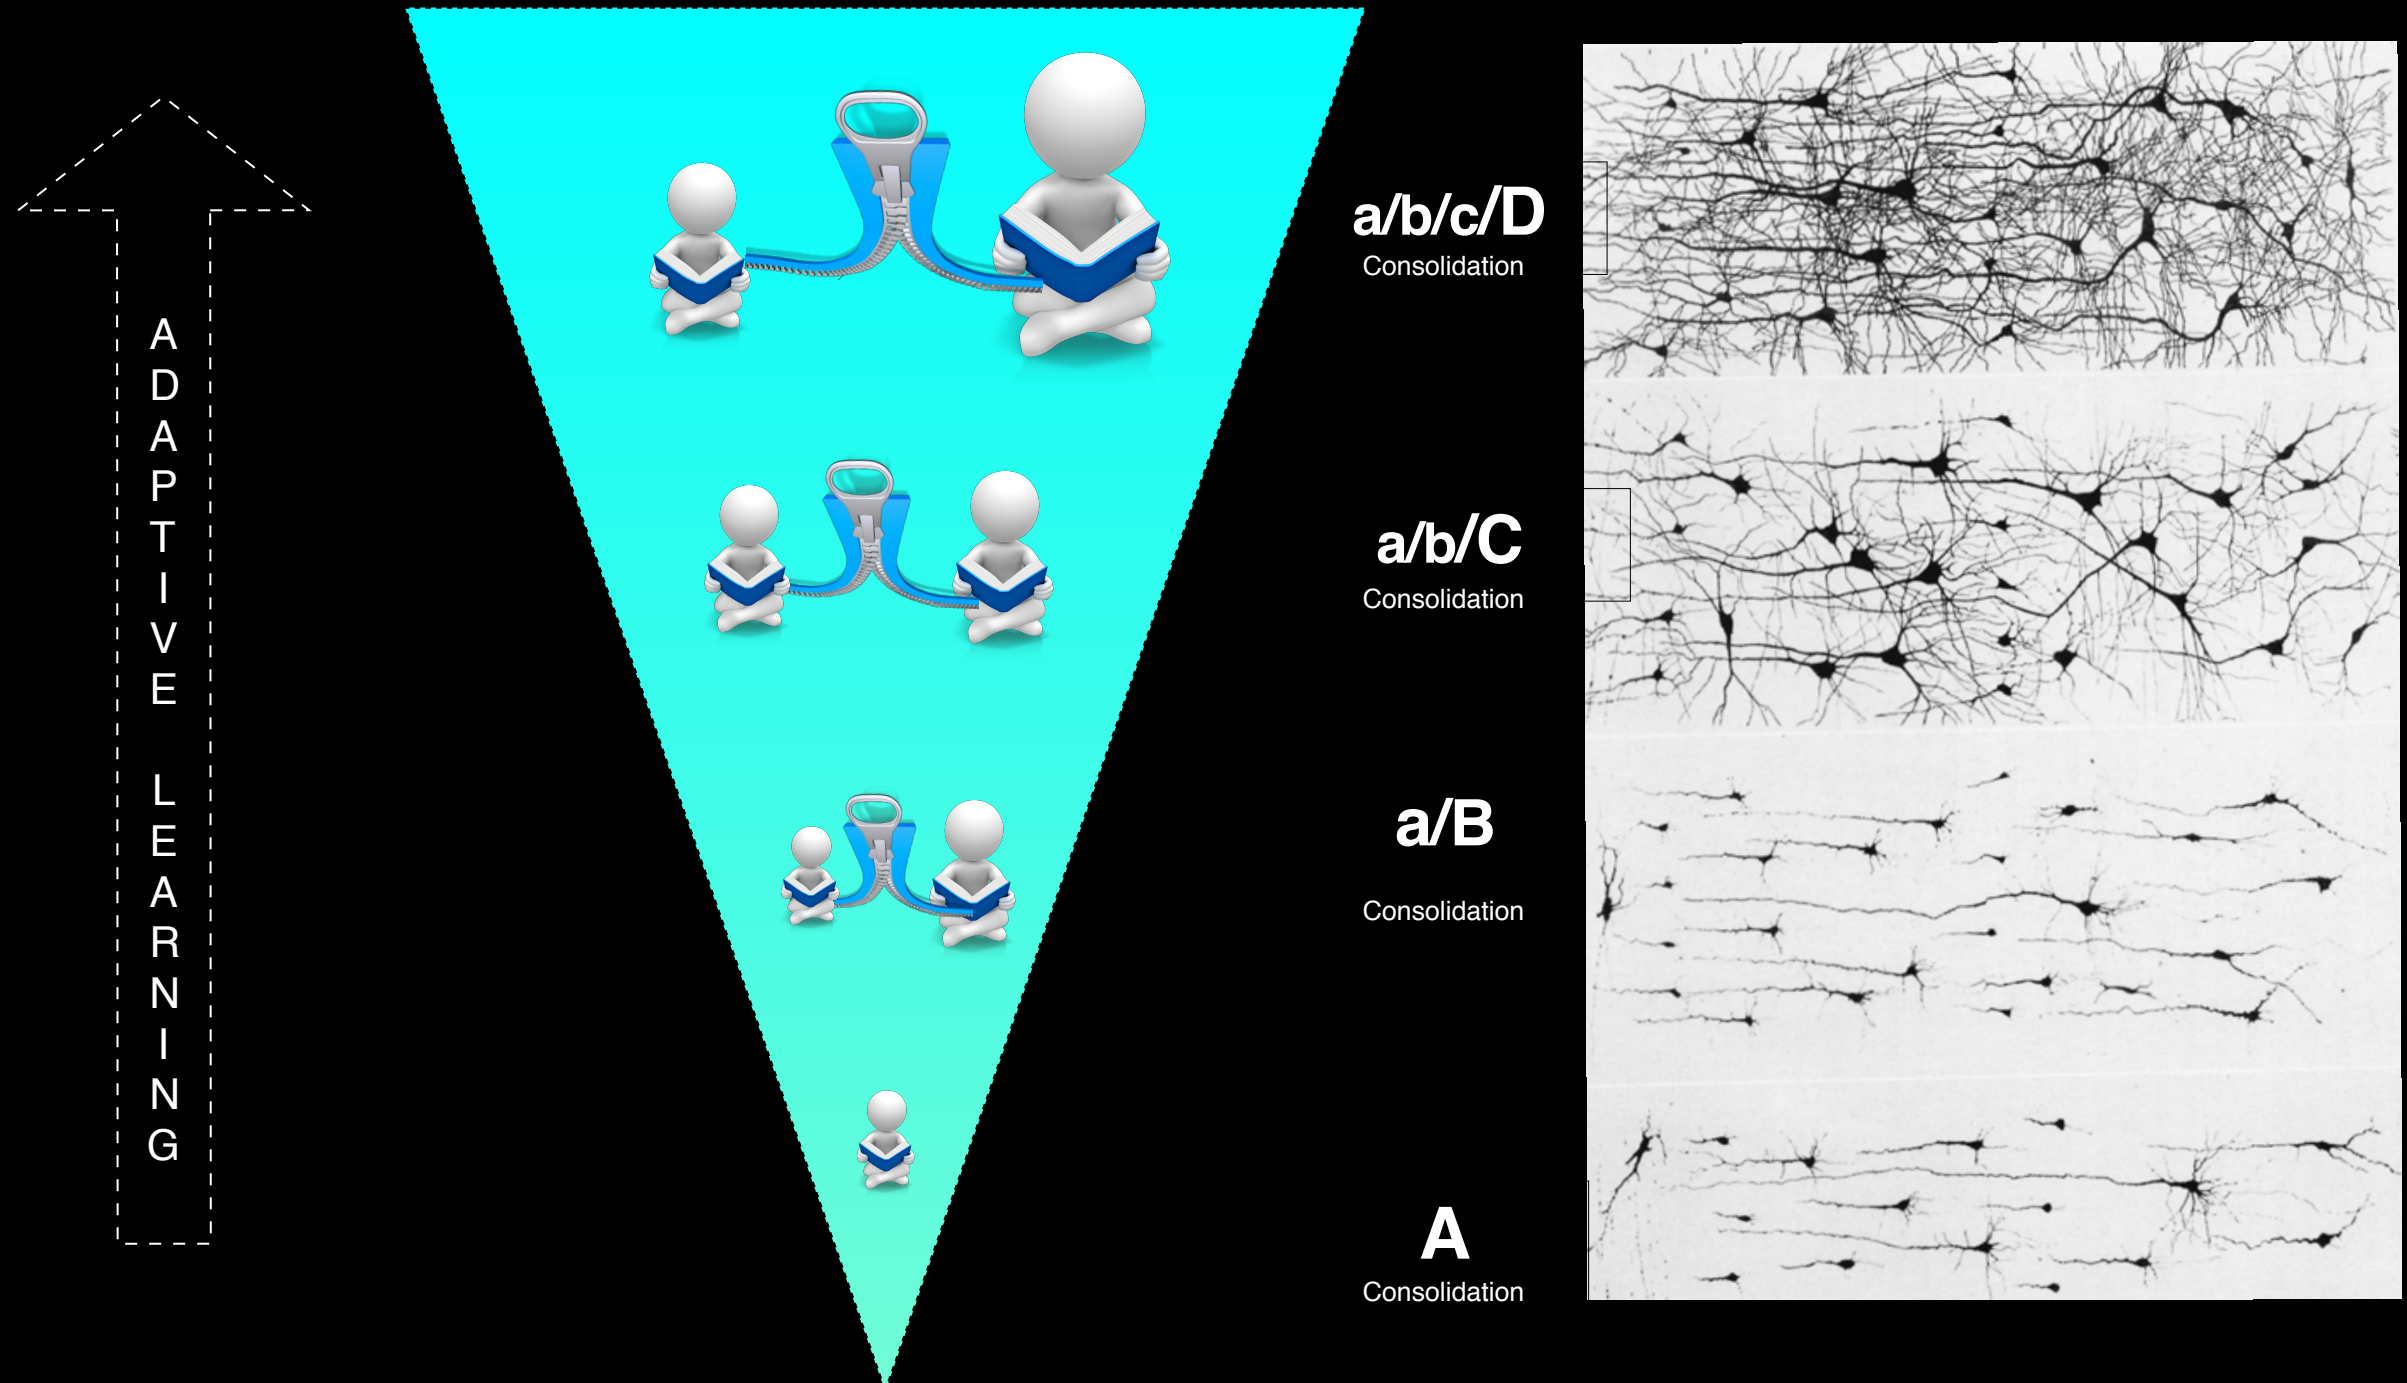 ADAPTIVE LEARNING
a/b/c/D
Consolidation
a/b/C
Consolidation
a/B
Consolidation
A
Consolidation